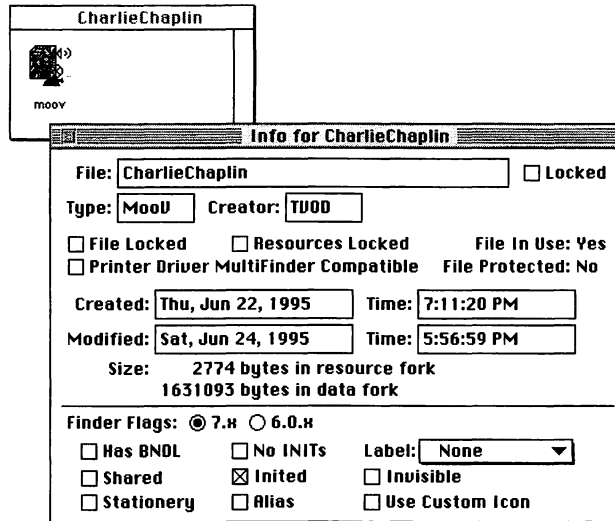 CharlieChaplin
moov
Info for CharlieChaplin
File: CharlieChaplin Locked
Type: MooV Creator: TVOD
File Locked Resources Locked File In Use: Yes
Printer Driver MultiFinder Compatible File Protected: No
Created: Thu, Jun 22, 1995 Time: 7:11:20 PM
Modified: Sat, Jun 24, 1995 Time: 5:56:59 PM
Size: 2774 bytes in resource fork
1631093 bytes in data fork
Finder Flags: 7.x 6.0.x
Has BNDL No INITs Label: None
Shared Inited Invisible
Stationery Alias Use Custom Icon